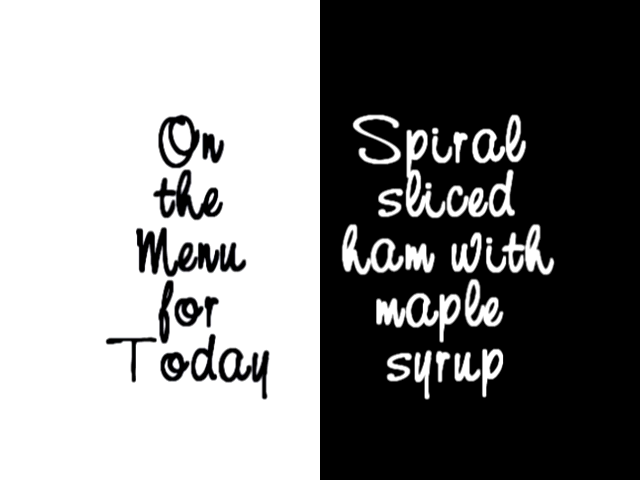 On
the
Menu
for
Today
Spiral
sliced
ham with
maple
syrup